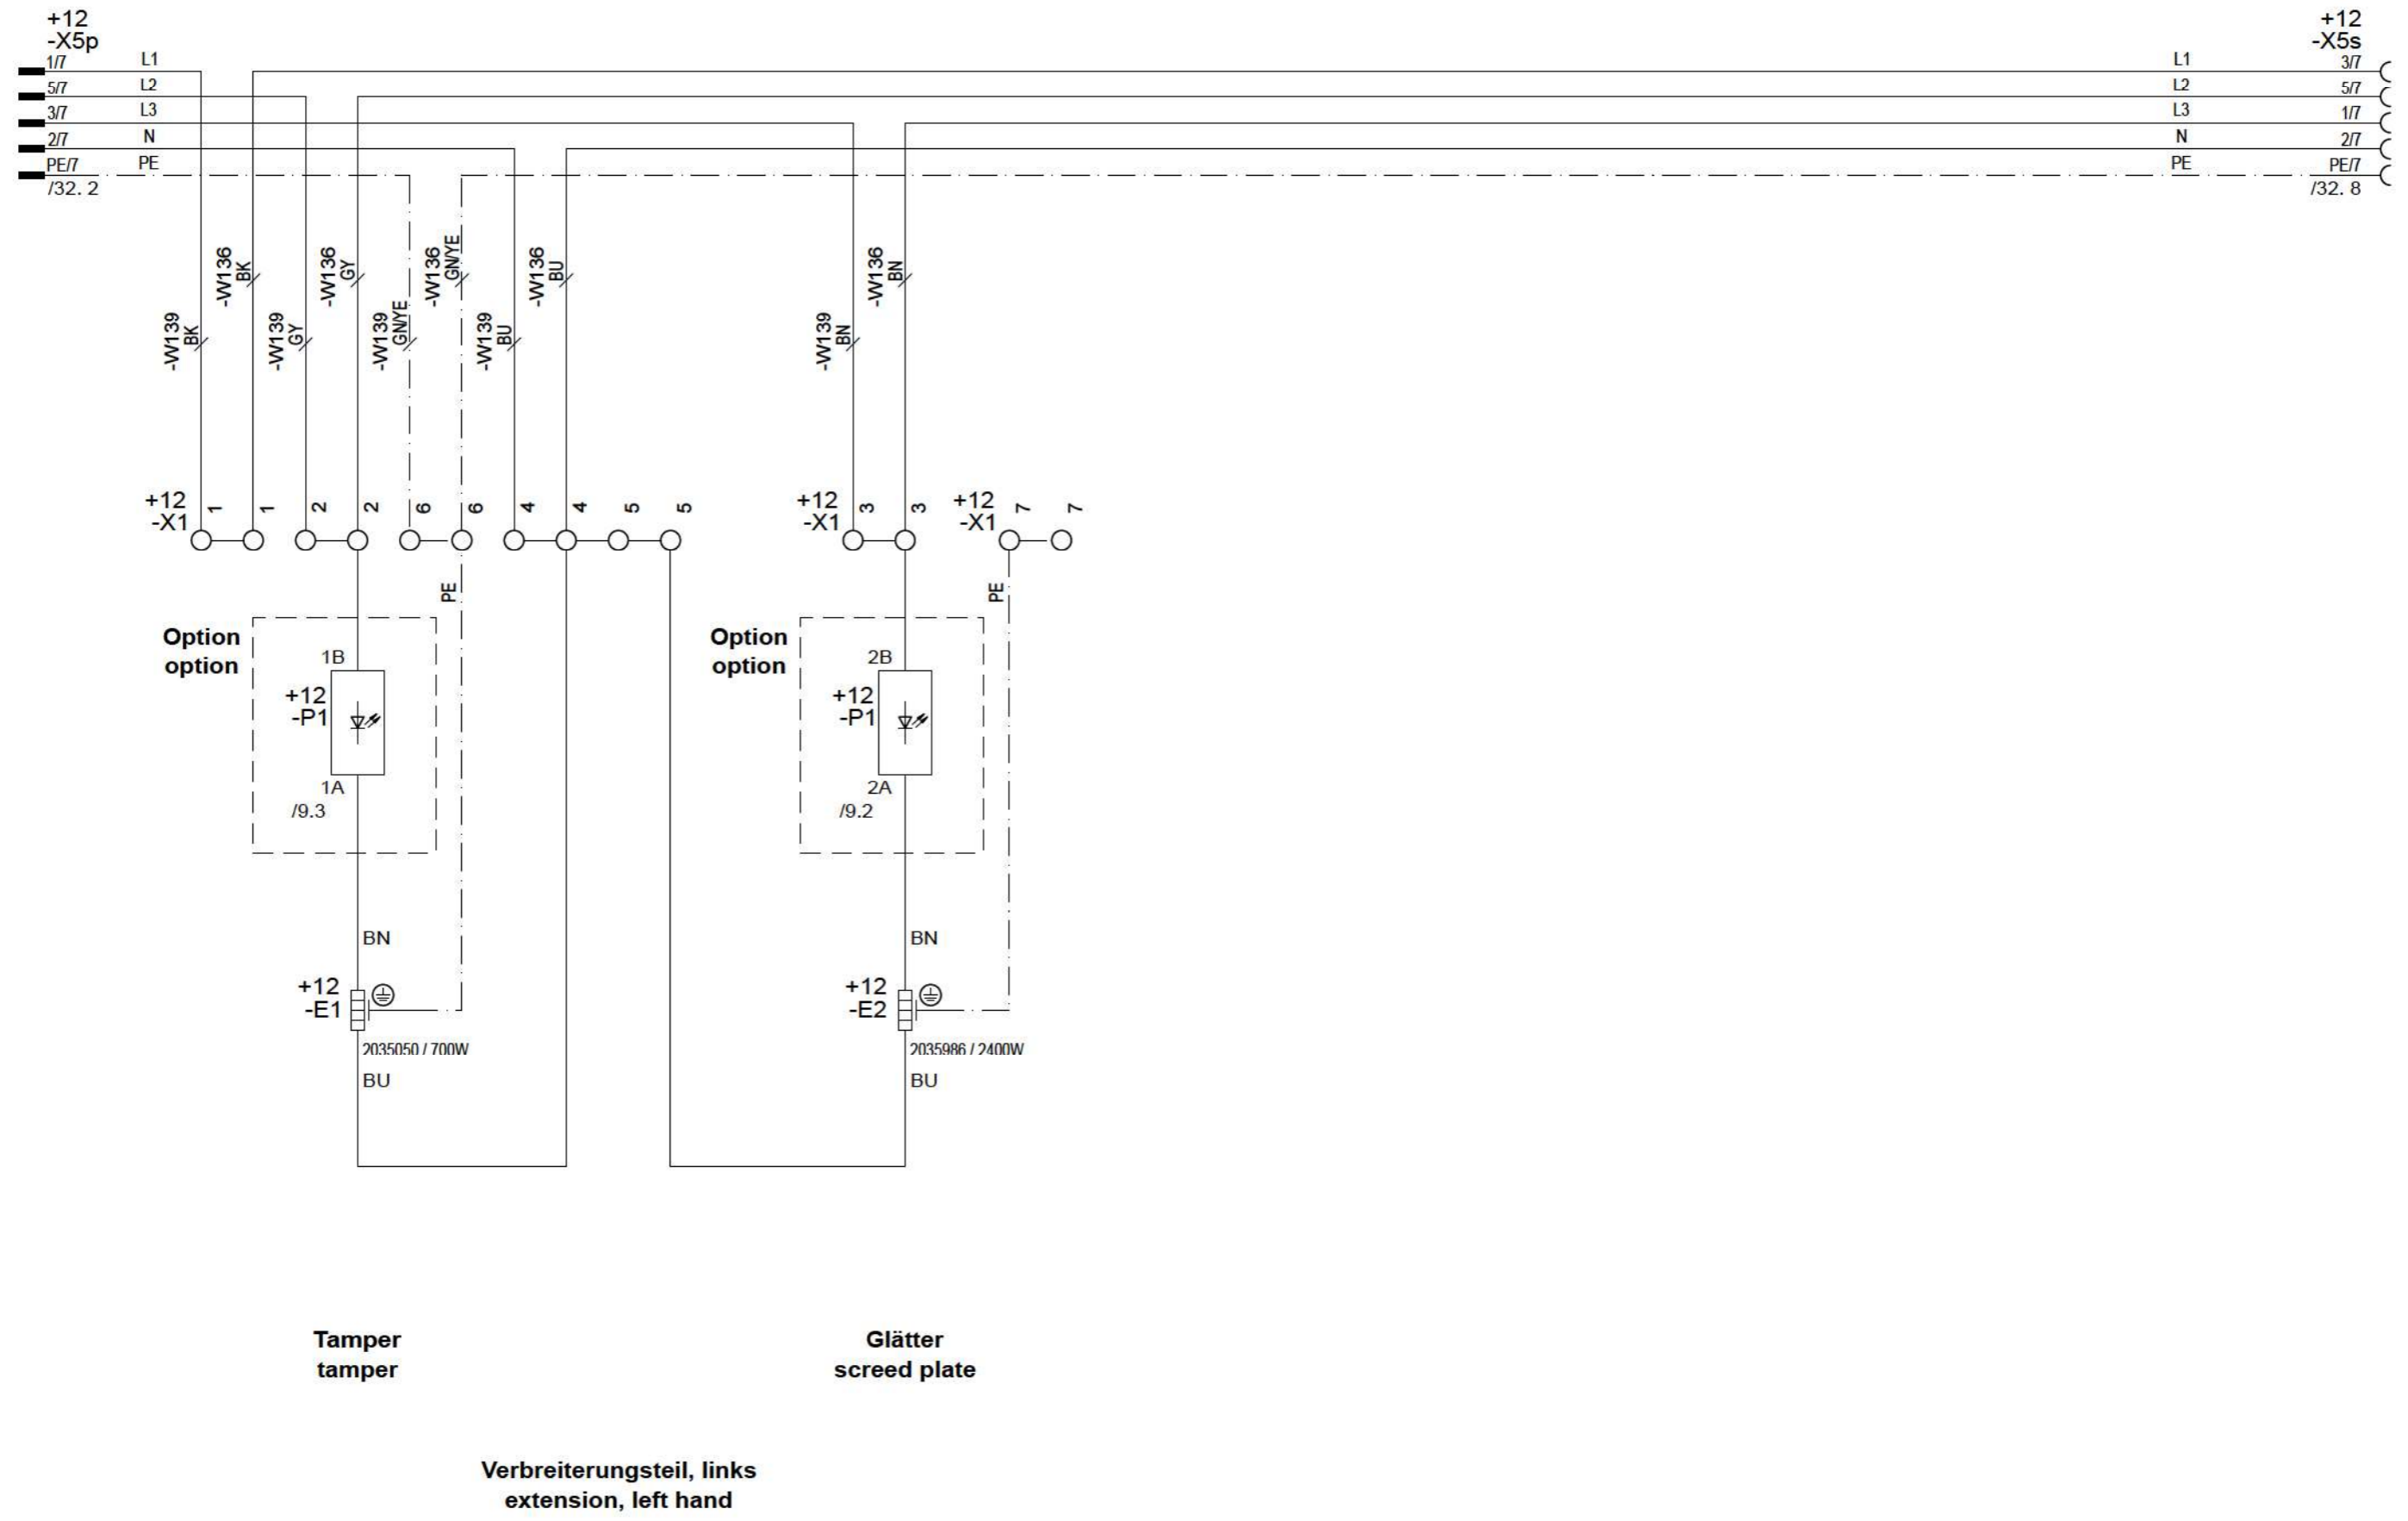 +12
-X5p
1/7 L1
5/7 L2
3/7 L3
2/7 N
PE/7 PE
/32. 2
+12
-X5s
L1 3/7
L2 5/7
L3 1/7
N 2/7
PE PE/7
/32. 8
-W139
BK
-W136
BK
-W139
GY
-W136
GY
-W139
GN/YE
-W136
GN/YE
-W139
BU
-W136
BU
-W139
BN
-W136
BN
+12
-X1
1
1
2
2
6
6
4
4
5
5
+12
-X1
3
3
+12
-X1
7
7
PE
PE
Option
option
1B
+12
-P1
1A
/9.3
Option
option
2B
+12
-P1
2A
/9.2
BN
+12
-E1
2035050 / 700W
BU
BN
+12
-E2
2035986 / 2400W
BU
Tamper
tamper
Glätter
screed plate
Verbreiterungsteil, links
extension, left hand